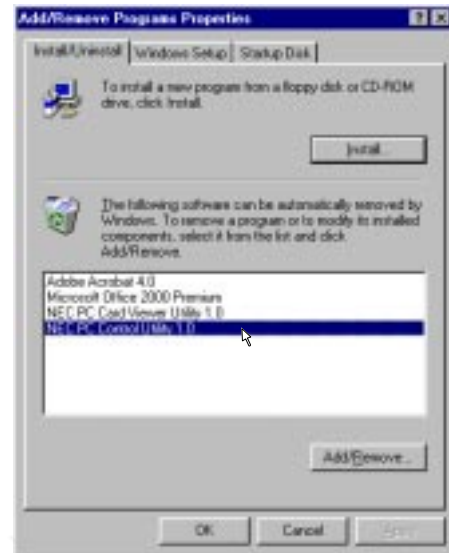 Add/Remove Programs Properties
Install/Uninstall
Windows Setup
Startup Disk
To install a new program from a floppy disk or CD-ROM
drive, click Install.
Install...
The following software can be automatically removed by
Windows. To remove a program or to modify its installed
components, select it from the list and click
Add/Remove.
Adobe Acrobat 4.0
Microsoft Office 2000 Premium
NEC PC Card Viewer Utility 1.0
NEC PC Control Utility 1.0
Add/Remove...
OK
Cancel
Apply